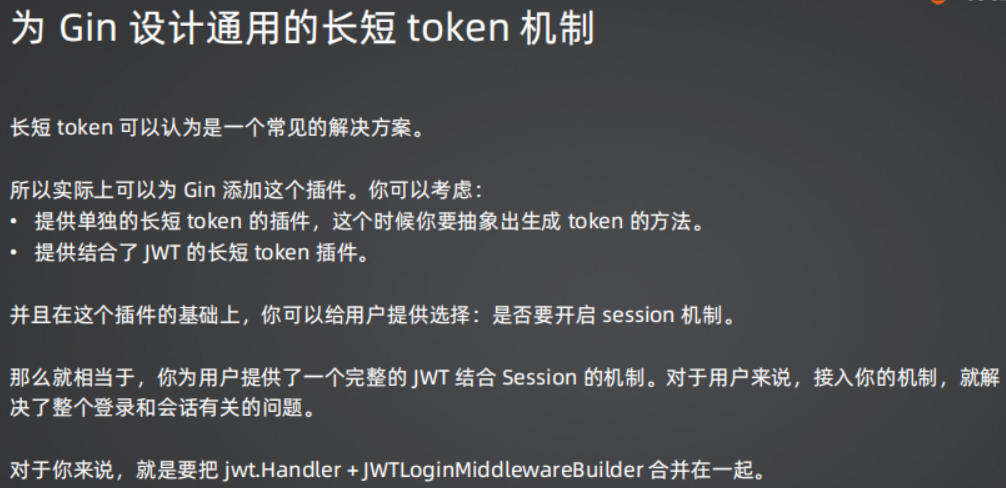 为 Gin 设计通用的长短 token 机制
长短 token 可以认为是一个常见的解决方案。
所以实际上可以为 Gin 添加这个插件。你可以考虑：
• 提供单独的长短 token 的插件，这个时候你要抽象出生成 token 的方法。
• 提供结合了 JWT 的长短 token 插件。
并且在这个插件的基础上，你可以给用户提供选择：是否要开启 session 机制。
那么就相当于，你为用户提供了一个完整的 JWT 结合 Session 的机制。对于用户来说，接入你的机制，就解
决了整个登录和会话有关的问题。
对于你来说，就是要把 jwt.Handler + JWTLoginMiddlewareBuilder 合并在一起。